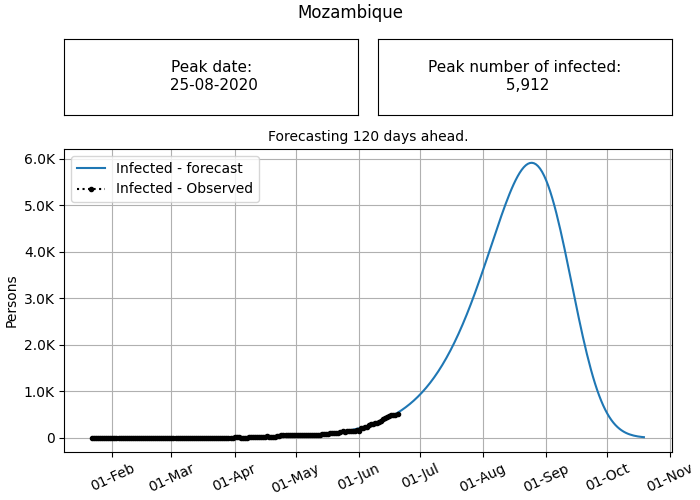 Mozambique
Peak date:
25-08-2020
Peak number of infected:
5,912
Forecasting 120 days ahead.
Infected - forecast
Infected - Observed
6.0K
5.0K
4.0K
3.0K
2.0K
1.0K
0
Persons
01-Feb
01-Mar
01-Apr
01-May
01-Jun
01-Jul
01-Aug
01-Sep
01-Oct
01-Nov